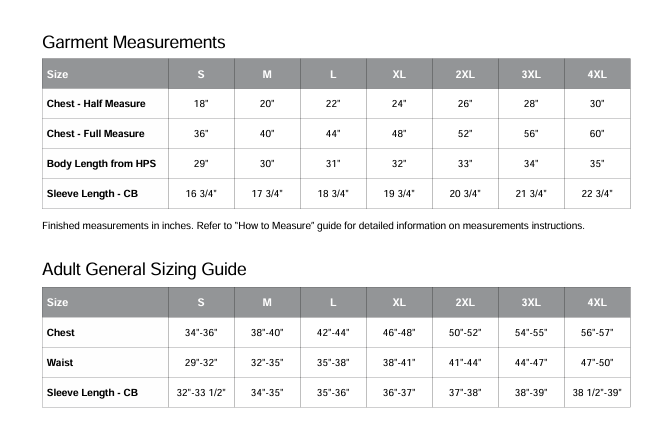 Garment Measurements
Size S M L XL 2XL 3XL 4XL
Chest - Half Measure 18" 20" 22" 24" 26" 28" 30"
Chest - Full Measure 36" 40" 44" 48" 52" 56" 60"
Body Length from HPS 29" 30" 31" 32" 33" 34" 35"
Sleeve Length - CB 16 3/4" 17 3/4" 18 3/4" 19 3/4" 20 3/4" 21 3/4" 22 3/4"
Finished measurements in inches. Refer to "How to Measure" guide for detailed information on measurements instructions.
Adult General Sizing Guide
Size S M L XL 2XL 3XL 4XL
Chest 34"-36" 38"-40" 42"-44" 46"-48" 50"-52" 54"-55" 56"-57"
Waist 29"-32" 32"-35" 35"-38" 38"-41" 41"-44" 44"-47" 47"-50"
Sleeve Length - CB 32"-33 1/2" 34"-35" 35"-36" 36"-37" 37"-38" 38"-39" 38 1/2"-39"